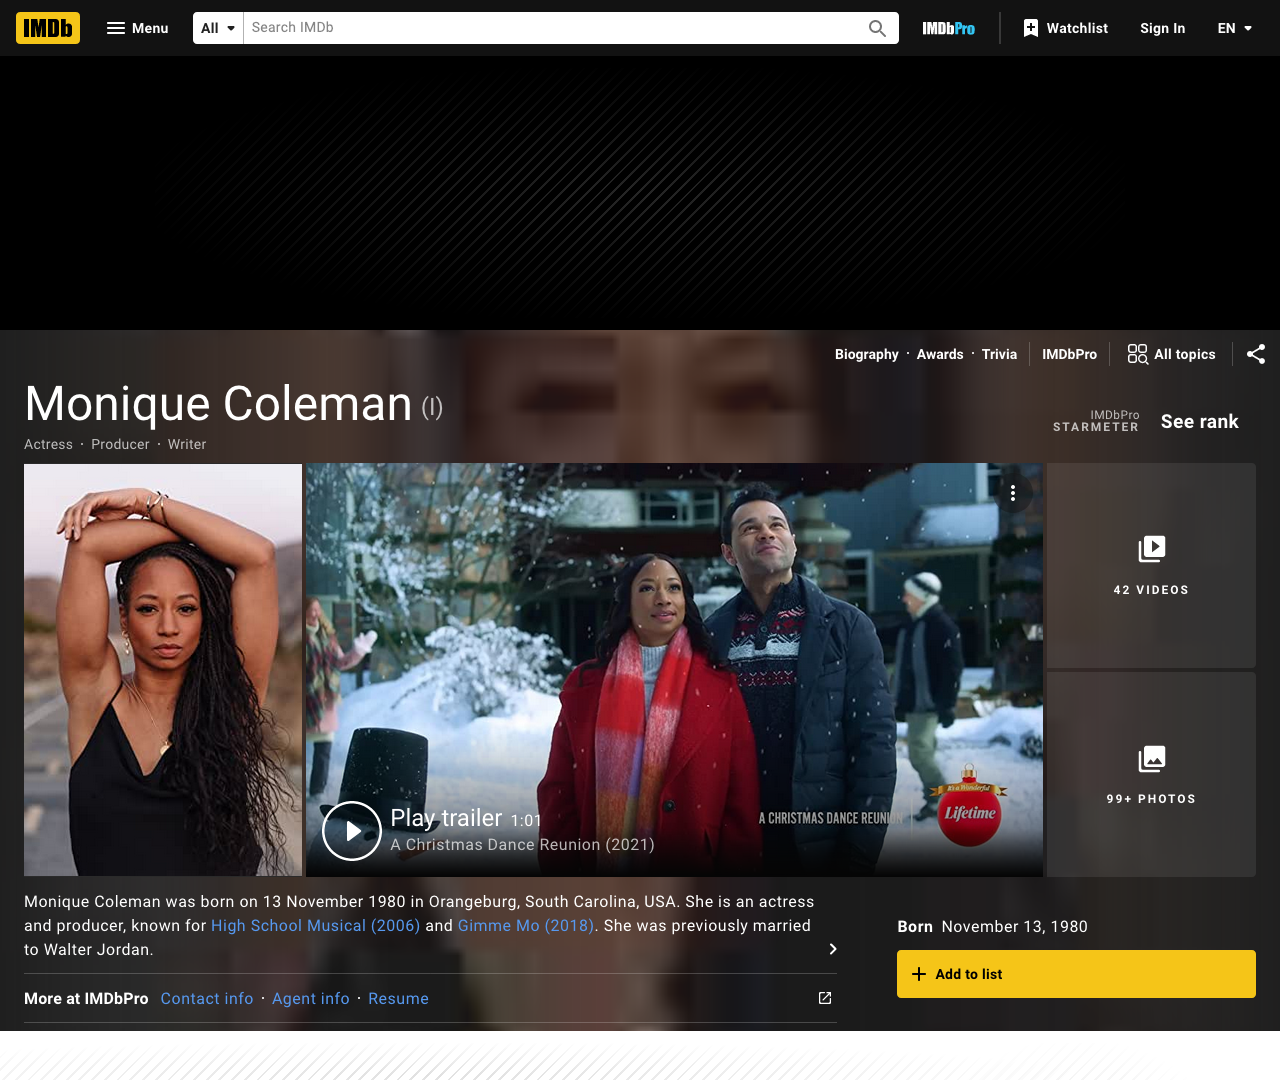 IMDb Menu All Search IMDb IMDbPro Watchlist Sign In EN
Biography · Awards · Trivia IMDbPro All topics
Monique Coleman (I)
Actress · Producer · Writer
IMDbPro
STARMETER
See rank
42 VIDEOS
It's a Wonderful
Lifetime
A CHRISTMAS DANCE REUNION
99+ PHOTOS
Play trailer 1:01
A Christmas Dance Reunion (2021)
Monique Coleman was born on 13 November 1980 in Orangeburg, South Carolina, USA. She is an actress
and producer, known for High School Musical (2006) and Gimme Mo (2018). She was previously married
to Walter Jordan.
Born November 13, 1980
Add to list
More at IMDbPro Contact info · Agent info · Resume